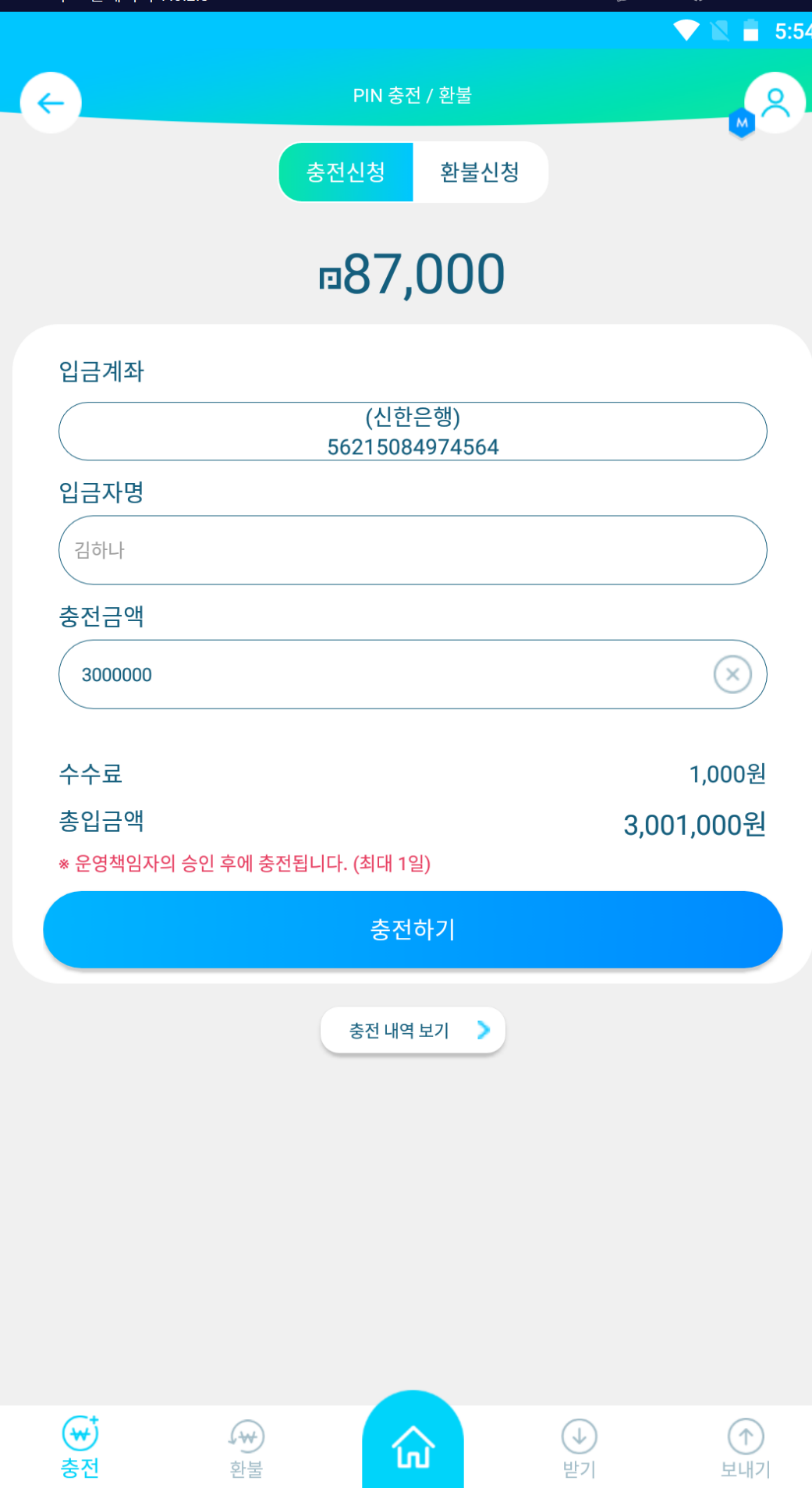 5:54
PIN 충전 / 환불
M
충전신청
환불신청
87,000
입금계좌
(신한은행)
56215084974564
입금자명
김하나
충전금액
3000000
수수료
1,000원
총입금액
3,001,000원
※ 운영책임자의 승인 후에 충전됩니다. (최대 1일)
충전하기
충전 내역 보기
충전
환불
받기
보내기